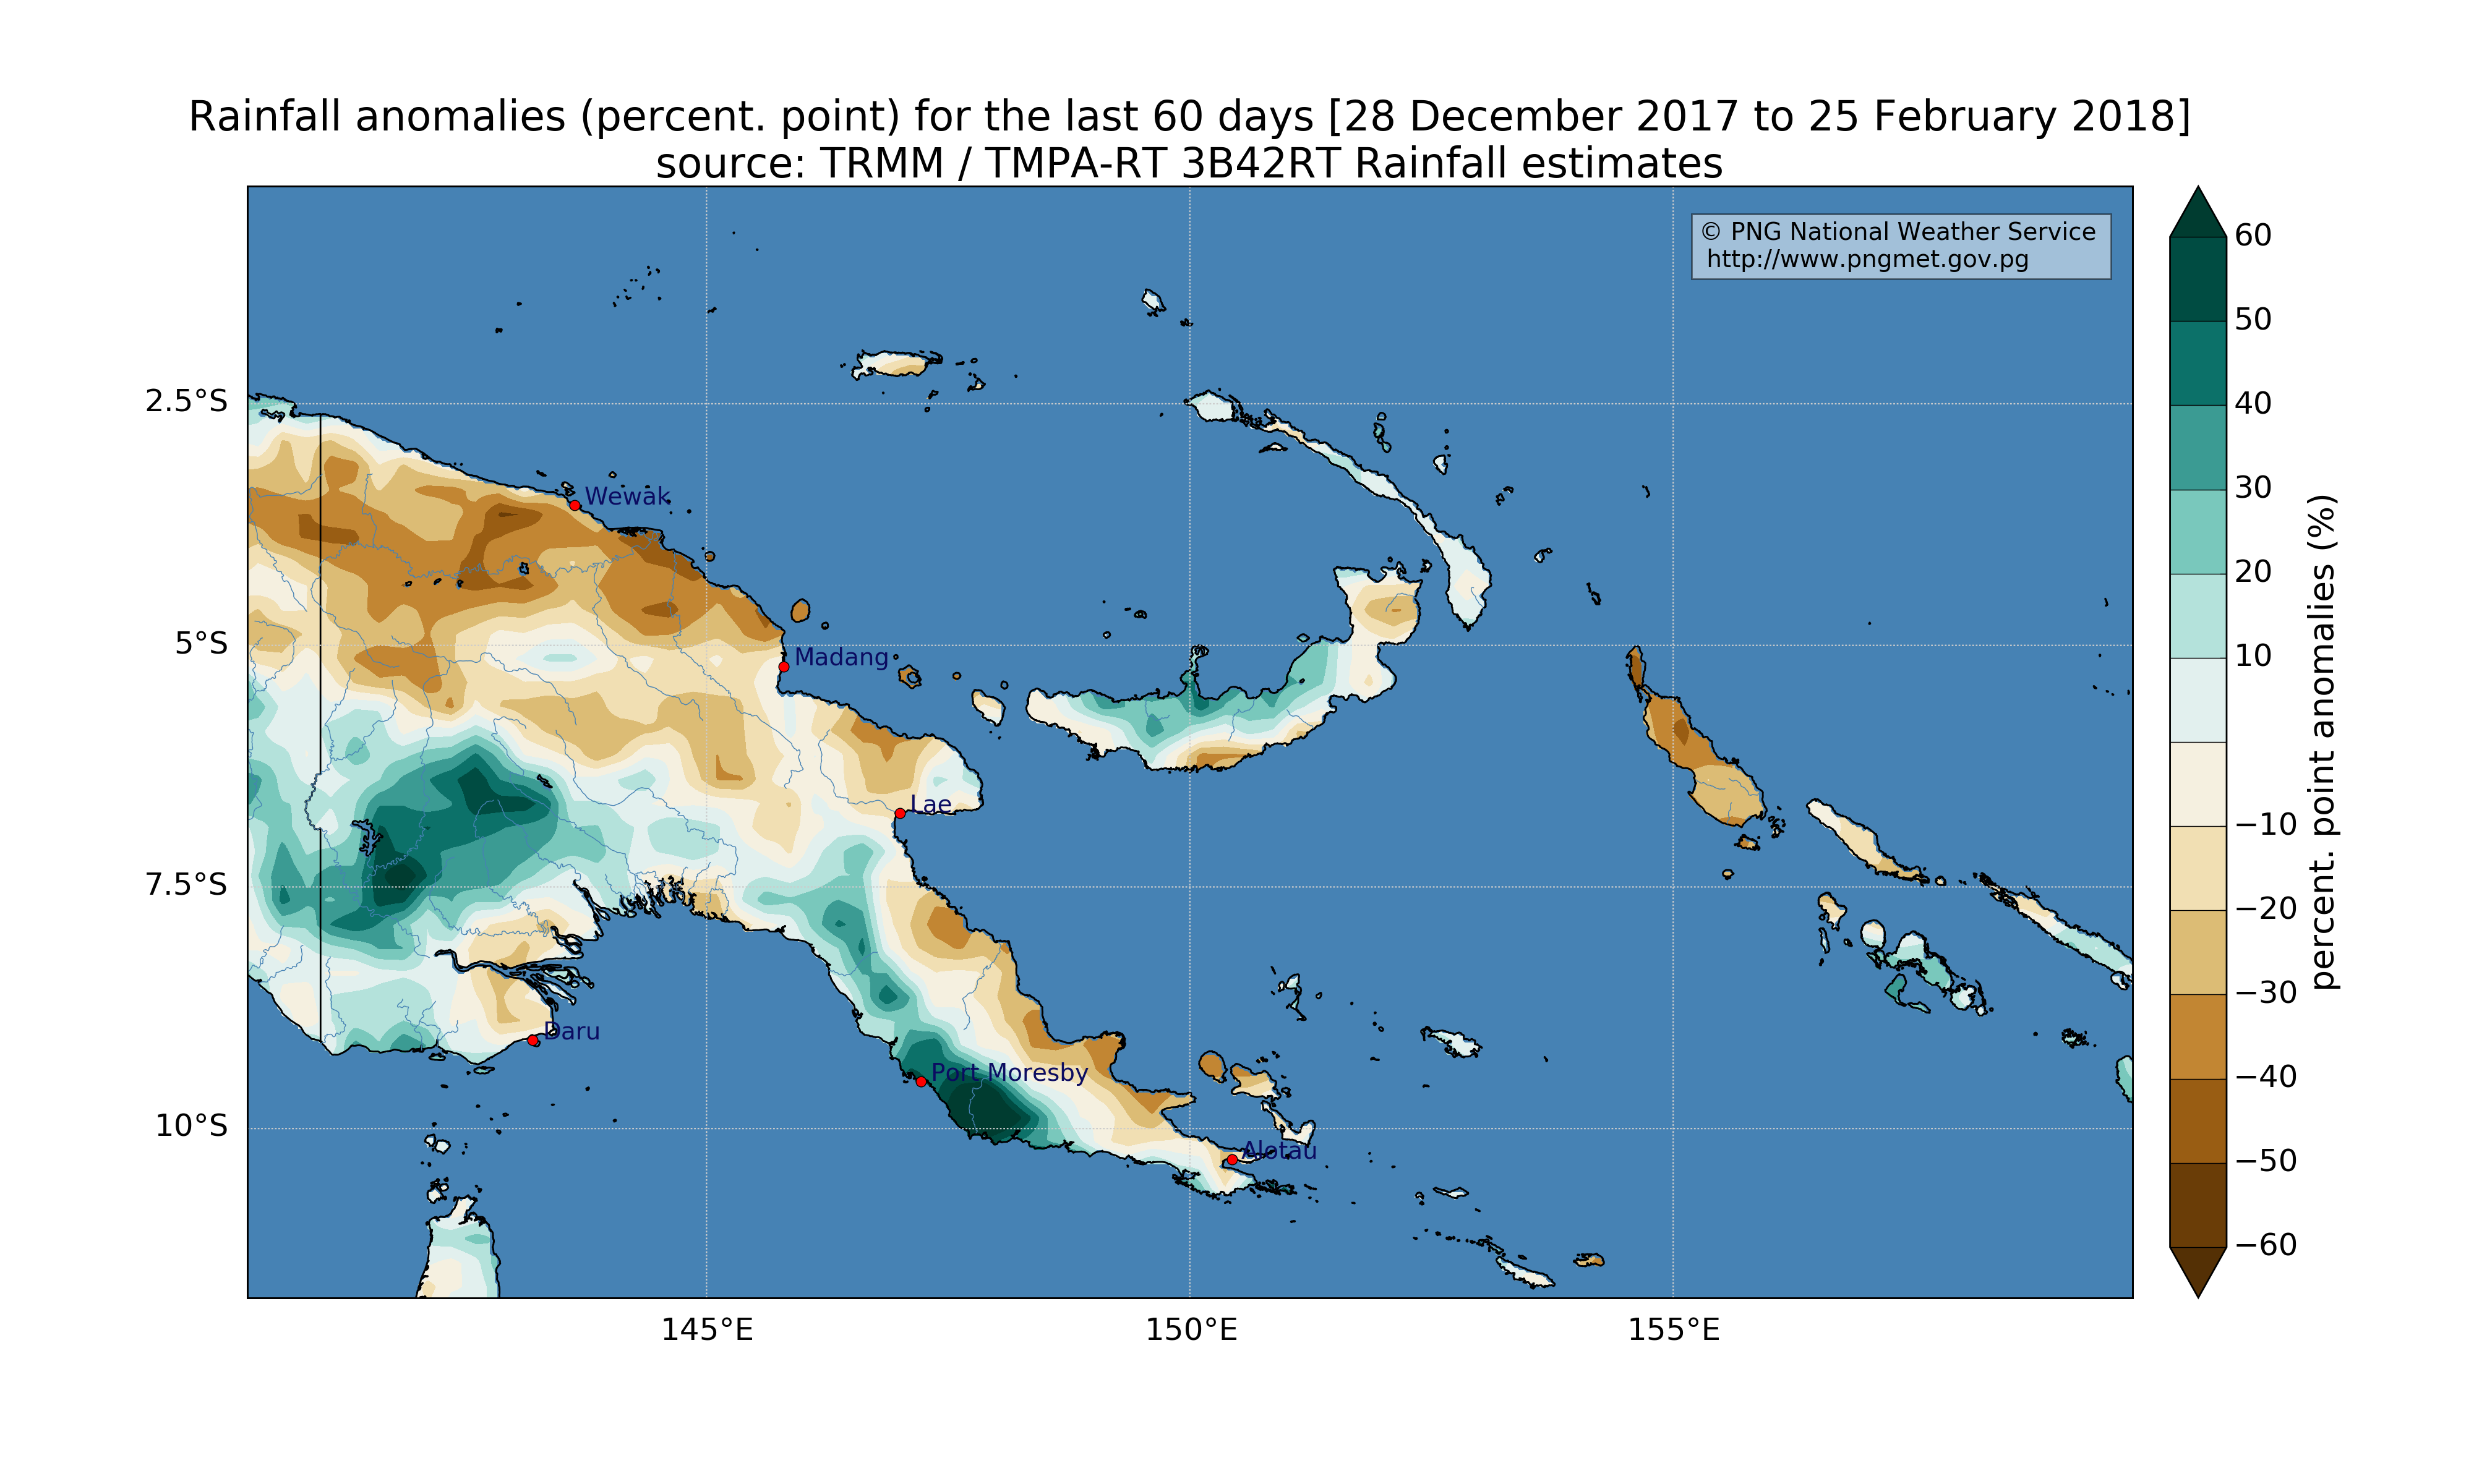 Rainfall anomalies (percent. point) for the last 60 days [28 December 2017 to 25 February 2018]
source: TRMM / TMPA-RT 3B42RT Rainfall estimates
© PNG National Weather Service
http://www.pngmet.gov.pg
2.5°S
5°S
7.5°S
10°S
145°E
150°E
155°E
Wewak
Madang
Lae
Daru
Port Moresby
Alotau
60
50
40
30
20
10
−10
−20
−30
−40
−50
−60
percent. point anomalies (%)